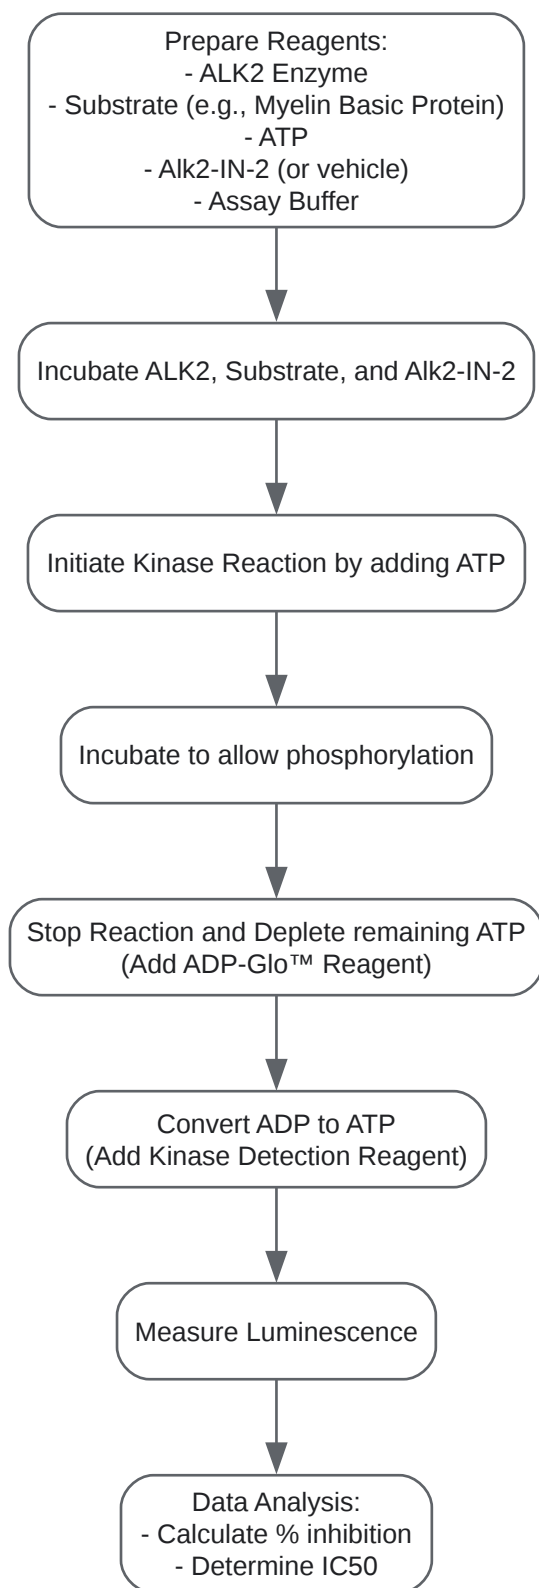 Prepare Reagents:
- ALK2 Enzyme
- Substrate (e.g., Myelin Basic Protein)
- ATP
- Alk2-IN-2 (or vehicle)
- Assay Buffer
Incubate ALK2, Substrate, and Alk2-IN-2
Initiate Kinase Reaction by adding ATP
Incubate to allow phosphorylation
Stop Reaction and Deplete remaining ATP
(Add ADP-Glo™ Reagent)
Convert ADP to ATP
(Add Kinase Detection Reagent)
Measure Luminescence
Data Analysis:
- Calculate % inhibition
- Determine IC50